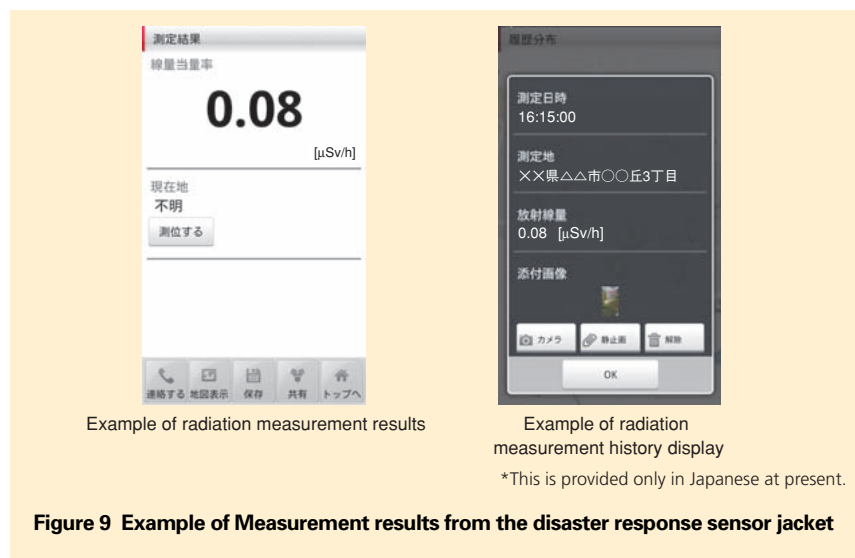 測定結果
線量当量率
0.08
[μSv/h]
現在地
不明
測位する
連絡する 地図表示 保存 共有 トップへ
Example of radiation measurement results
履歴分布
測定日時
16:15:00
測定地
××県△△市○○丘3丁目
放射線量
0.08 [μSv/h]
添付画像
カメラ 静止画 解除
OK
Example of radiation
measurement history display
*This is provided only in Japanese at present.
Figure 9 Example of Measurement results from the disaster response sensor jacket